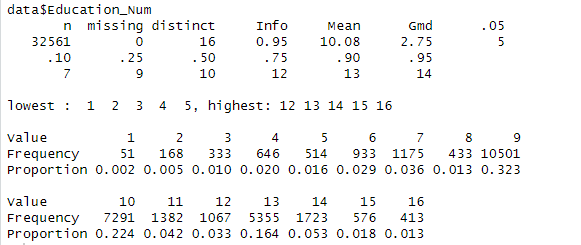 data$Education_Num
n missing distinct Info Mean Gmd .05
32561 0 16 0.95 10.08 2.75 5
.10 .25 .50 .75 .90 .95
7 9 10 12 13 14
lowest : 1 2 3 4 5, highest: 12 13 14 15 16
Value 1 2 3 4 5 6 7 8 9
Frequency 51 168 333 646 514 933 1175 433 10501
Proportion 0.002 0.005 0.010 0.020 0.016 0.029 0.036 0.013 0.323
Value 10 11 12 13 14 15 16
Frequency 7291 1382 1067 5355 1723 576 413
Proportion 0.224 0.042 0.033 0.164 0.053 0.018 0.013